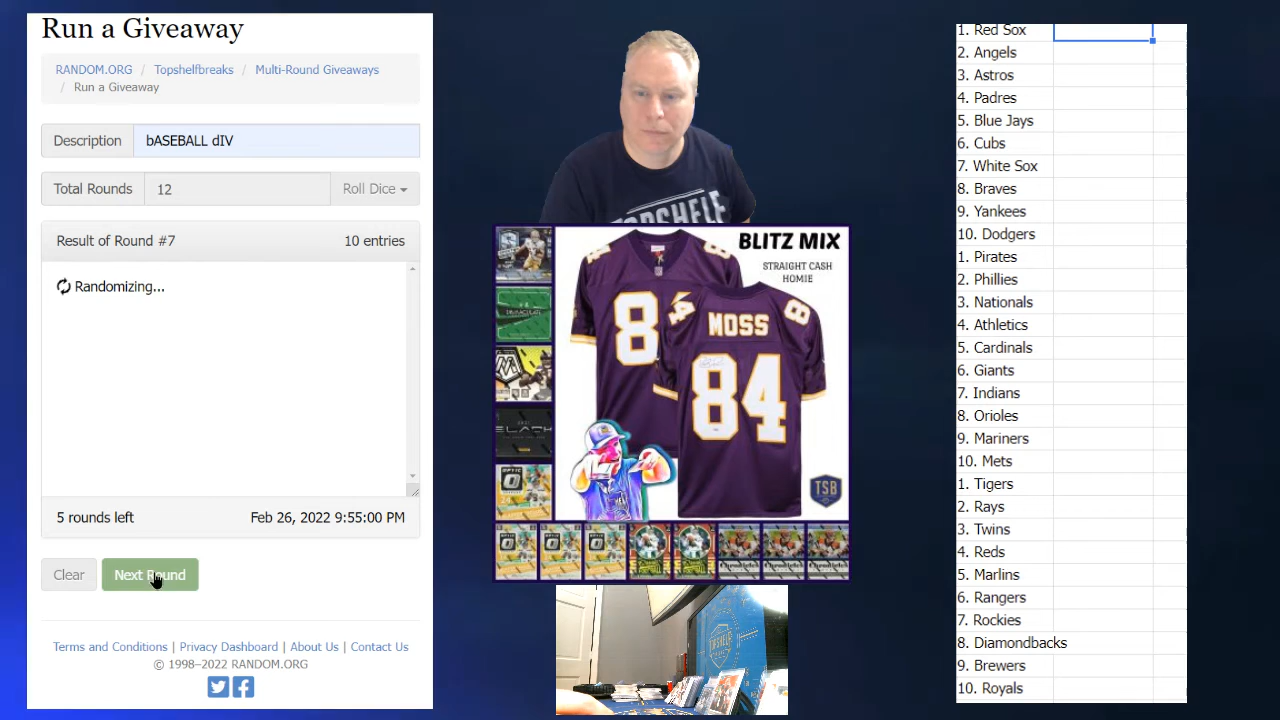 Run a Giveaway
RANDOM.ORG / Topshelfbreaks / Multi-Round Giveaways
/ Run a Giveaway
Description bASEBALL dIV
Total Rounds 12 Roll Dice
Result of Round #7 10 entries
Randomizing...
5 rounds left Feb 26, 2022 9:55:00 PM
Clear Next Round
Terms and Conditions | Privacy Dashboard | About Us | Contact Us
© 1998–2022 RANDOM.ORG
TOPSHELF
BLITZ MIX
STRAIGHT CASH
HOMIE
84
MOSS
84
TSB
1. Red Sox
2. Angels
3. Astros
4. Padres
5. Blue Jays
6. Cubs
7. White Sox
8. Braves
9. Yankees
10. Dodgers
1. Pirates
2. Phillies
3. Nationals
4. Athletics
5. Cardinals
6. Giants
7. Indians
8. Orioles
9. Mariners
10. Mets
1. Tigers
2. Rays
3. Twins
4. Reds
5. Marlins
6. Rangers
7. Rockies
8. Diamondbacks
9. Brewers
10. Royals